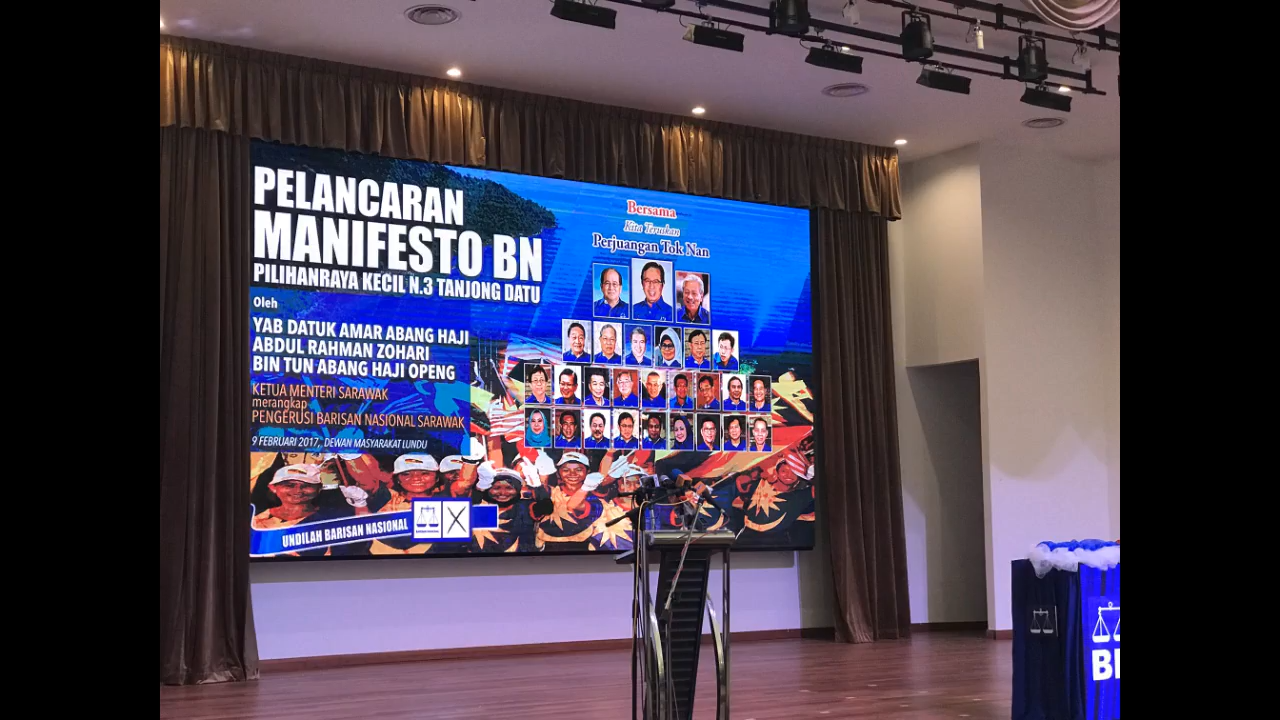 PELANCARAN
MANIFESTO BN
PILIHANRAYA KECIL N.3 TANJONG DATU
Oleh
YAB DATUK AMAR ABANG HAJI
ABDUL RAHMAN ZOHARI
BIN TUN ABANG HAJI OPENG
KETUA MENTERI SARAWAK
merangkap
PENGERUSI BARISAN NASIONAL SARAWAK
9 FEBRUARI 2017, DEWAN MASYARAKAT LUNDU
UNDILAH BARISAN NASIONAL
X
Bersama
Kita Teruskan
Perjuangan Tok Nan